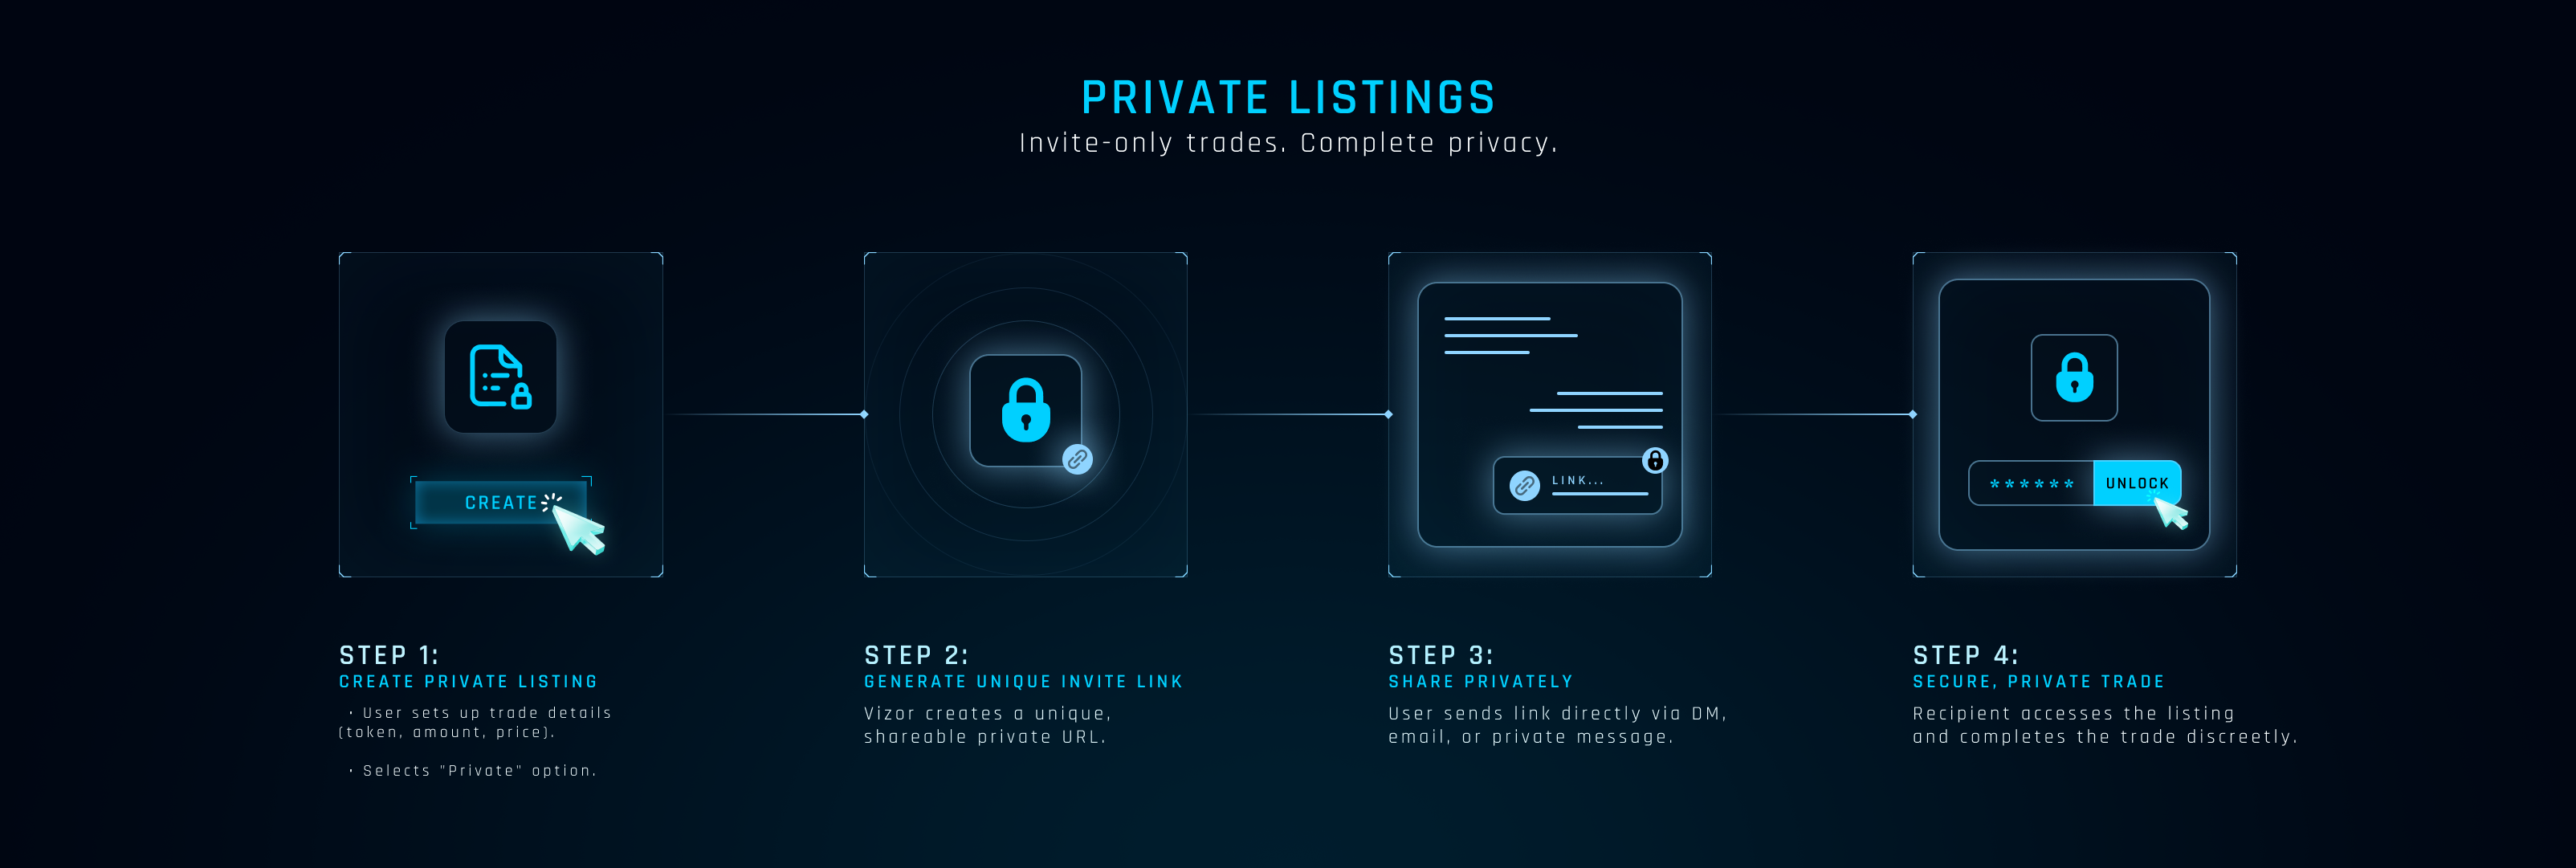 PRIVATE LISTINGS
Invite-only trades. Complete privacy.
CREATE
LINK...
******
UNLOCK
STEP 1:
CREATE PRIVATE LISTING
· User sets up trade details
(token, amount, price).
· Selects "Private" option.
STEP 2:
GENERATE UNIQUE INVITE LINK
Vizor creates a unique,
shareable private URL.
STEP 3:
SHARE PRIVATELY
User sends link directly via DM,
email, or private message.
STEP 4:
SECURE, PRIVATE TRADE
Recipient accesses the listing
and completes the trade discreetly.